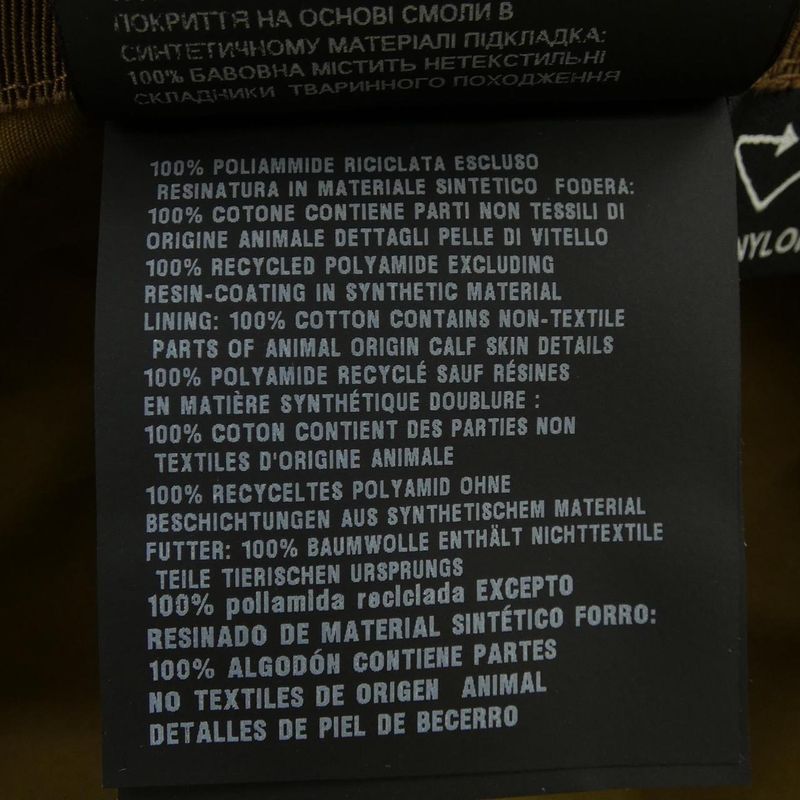 ПОКРИТТЯ НА ОСНОВІ СМОЛИ В
СИНТЕТИЧНОМУ МАТЕРІАЛІ ПІДКЛАДКА:
100% БАВОВНА МІСТИТЬ НЕТЕКСТИЛЬНІ
СКЛАДНИКИ ТВАРИННОГО ПОХОДЖЕННЯ
100% POLIAMMIDE RICICLATA ESCLUSO
RESINATURA IN MATERIALE SINTETICO FODERA:
100% COTONE CONTIENE PARTI NON TESSILI DI
ORIGINE ANIMALE DETTAGLI PELLE DI VITELLO
100% RECYCLED POLYAMIDE EXCLUDING
RESIN-COATING IN SYNTHETIC MATERIAL
LINING: 100% COTTON CONTAINS NON-TEXTILE
PARTS OF ANIMAL ORIGIN CALF SKIN DETAILS
100% POLYAMIDE RECYCLÉ SAUF RÉSINES
EN MATIÈRE SYNTHÉTIQUE DOUBLURE :
100% COTON CONTIENT DES PARTIES NON
TEXTILES D'ORIGINE ANIMALE
100% RECYCELTES POLYAMID OHNE
BESCHICHTUNGEN AUS SYNTHETISCHEM MATERIAL
FUTTER: 100% BAUMWOLLE ENTHÄLT NICHTTEXTILE
TEILE TIERISCHEN URSPRUNGS
100% poliamida reciclada EXCEPTO
RESINADO DE MATERIAL SINTÉTICO FORRO:
100% ALGODÓN CONTIENE PARTES
NO TEXTILES DE ORIGEN ANIMAL
DETALLES DE PIEL DE BECERRO